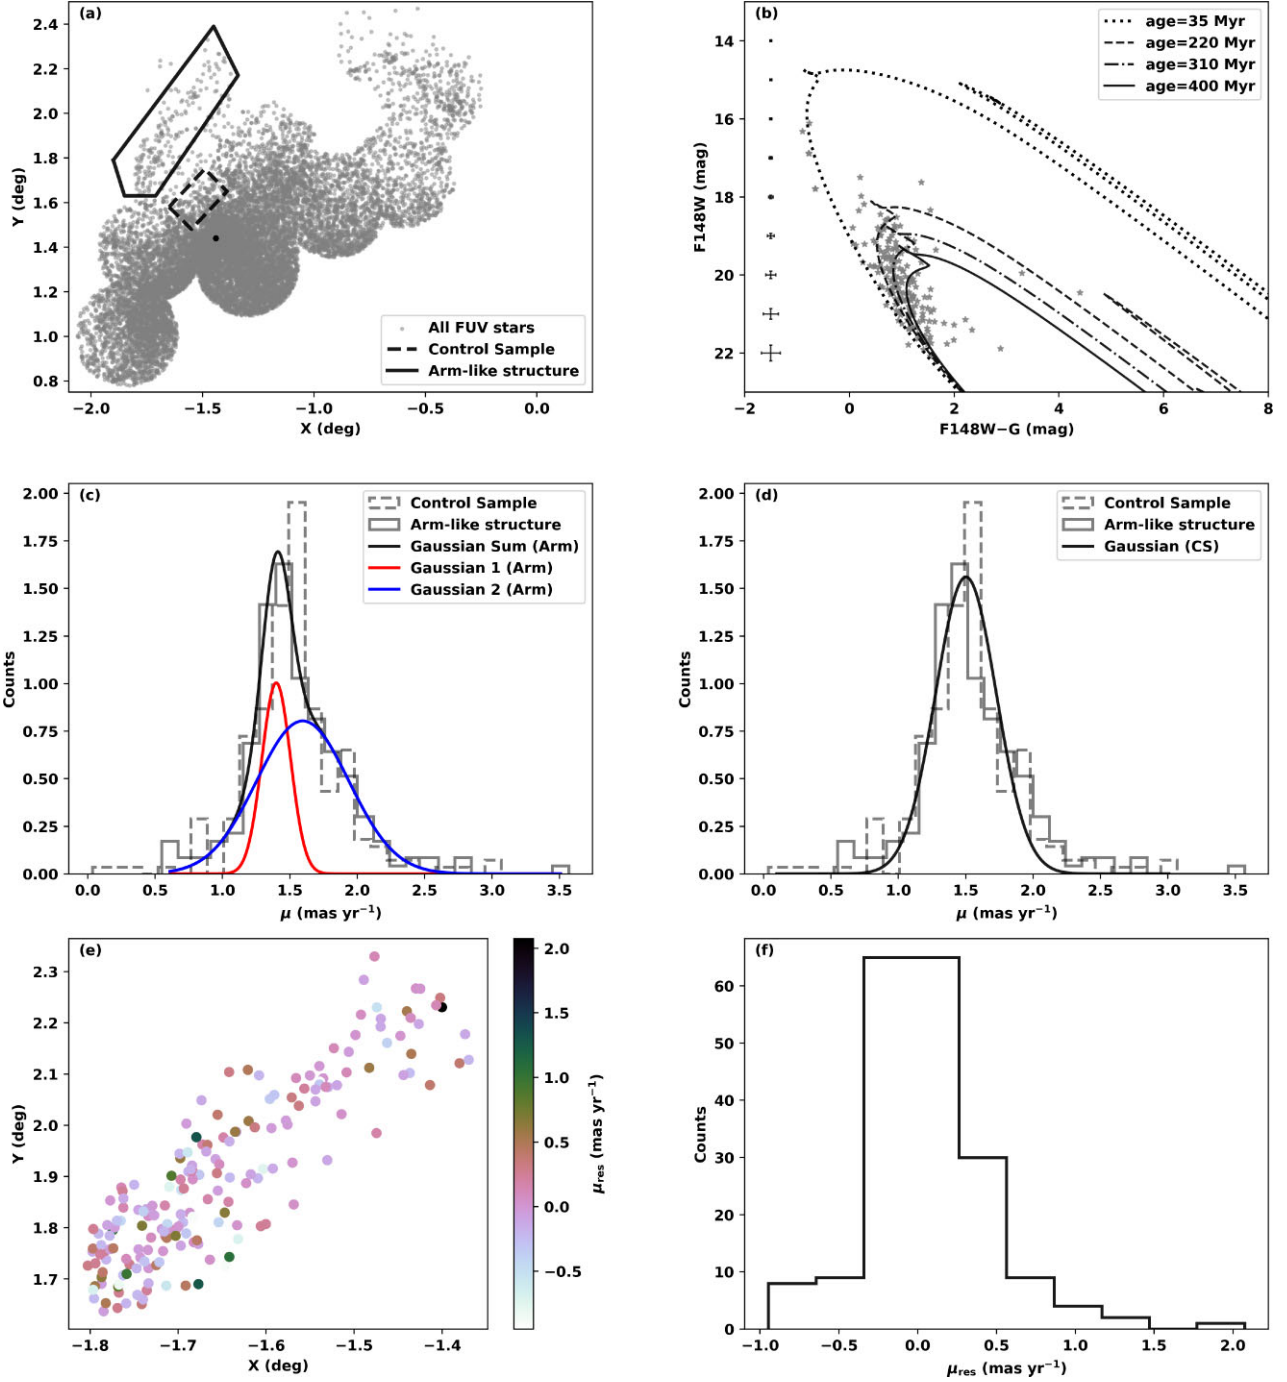 (a)
2.4
2.2
2.0
1.8
1.6
1.4
1.2
1.0
0.8
Y (deg)
All FUV stars
Control Sample
Arm-like structure
−2.0
−1.5
−1.0
−0.5
0.0
X (deg)
(b)
14
16
18
20
22
F148W (mag)
age=35 Myr
age=220 Myr
age=310 Myr
age=400 Myr
−2
0
2
4
6
8
F148W−G (mag)
(c)
2.00
1.75
1.50
1.25
1.00
0.75
0.50
0.25
0.00
Counts
Control Sample
Arm-like structure
Gaussian Sum (Arm)
Gaussian 1 (Arm)
Gaussian 2 (Arm)
0.0
0.5
1.0
1.5
2.0
2.5
3.0
3.5
μ (mas yr⁻¹)
(d)
2.00
1.75
1.50
1.25
1.00
0.75
0.50
0.25
0.00
Counts
Control Sample
Arm-like structure
Gaussian (CS)
0.0
0.5
1.0
1.5
2.0
2.5
3.0
3.5
μ (mas yr⁻¹)
(e)
2.3
2.2
2.1
2.0
1.9
1.8
1.7
Y (deg)
−1.8
−1.7
−1.6
−1.5
−1.4
X (deg)
2.0
1.5
1.0
0.5
0.0
−0.5
μres (mas yr⁻¹)
(f)
60
50
40
30
20
10
0
Counts
−1.0
−0.5
0.0
0.5
1.0
1.5
2.0
μres (mas yr⁻¹)